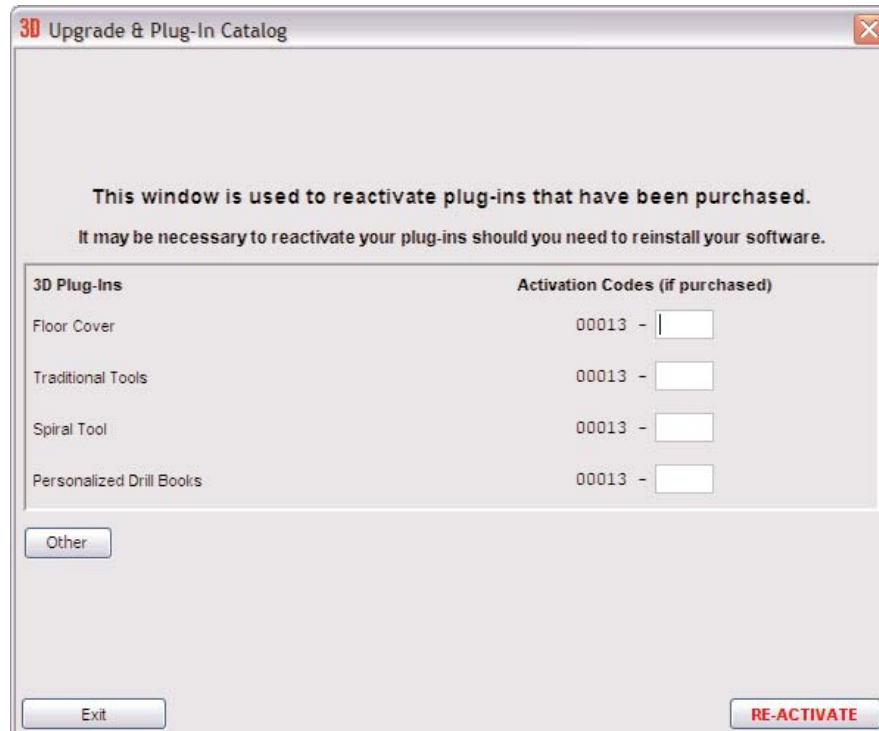 3D Upgrade & Plug-In Catalog
This window is used to reactivate plug-ins that have been purchased.
It may be necessary to reactivate your plug-ins should you need to reinstall your software.
3D Plug-Ins Activation Codes (if purchased)
Floor Cover 00013 -
Traditional Tools 00013 -
Spiral Tool 00013 -
Personalized Drill Books 00013 -
Other
Exit RE-ACTIVATE